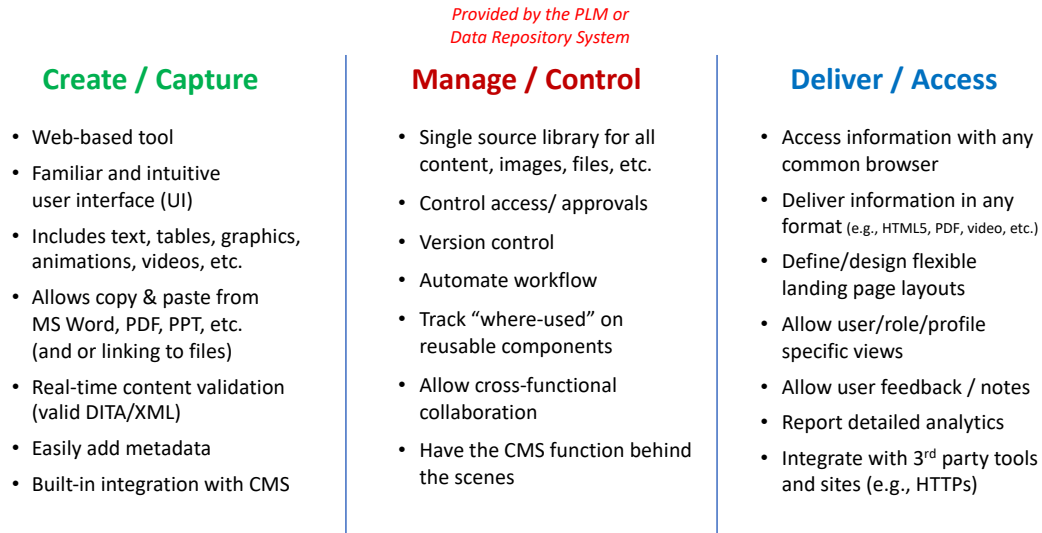 Provided by the PLM or
Data Repository System
Create / Capture
• Web-based tool
• Familiar and intuitive
user interface (UI)
• Includes text, tables, graphics,
animations, videos, etc.
• Allows copy & paste from
MS Word, PDF, PPT, etc.
(and or linking to files)
• Real-time content validation
(valid DITA/XML)
• Easily add metadata
• Built-in integration with CMS
Manage / Control
• Single source library for all
content, images, files, etc.
• Control access/ approvals
• Version control
• Automate workflow
• Track “where-used” on
reusable components
• Allow cross-functional
collaboration
• Have the CMS function behind
the scenes
Deliver / Access
• Access information with any
common browser
• Deliver information in any
format (e.g., HTML5, PDF, video, etc.)
• Define/design flexible
landing page layouts
• Allow user/role/profile
specific views
• Allow user feedback / notes
• Report detailed analytics
• Integrate with 3rd party tools
and sites (e.g., HTTPs)